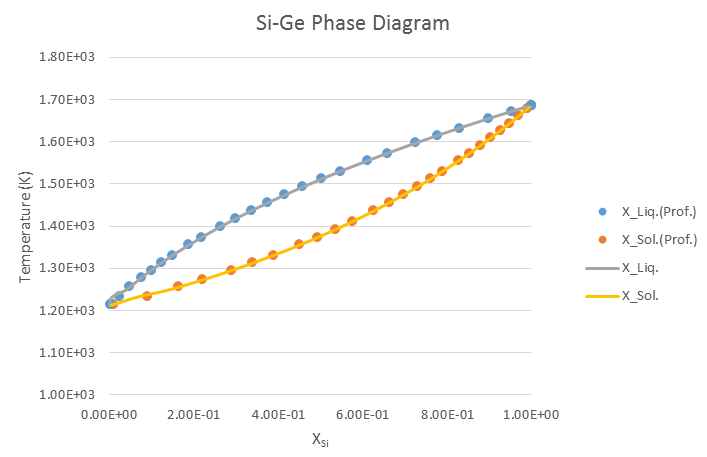 Si-Ge Phase Diagram
1.80E+03
1.70E+03
1.60E+03
1.50E+03
1.40E+03
1.30E+03
1.20E+03
1.10E+03
1.00E+03
Temperature (K)
0.00E+00 2.00E-01 4.00E-01 6.00E-01 8.00E-01 1.00E+00
XSi
X_Liq.(Prof.)
X_Sol.(Prof.)
X_Liq.
X_Sol.